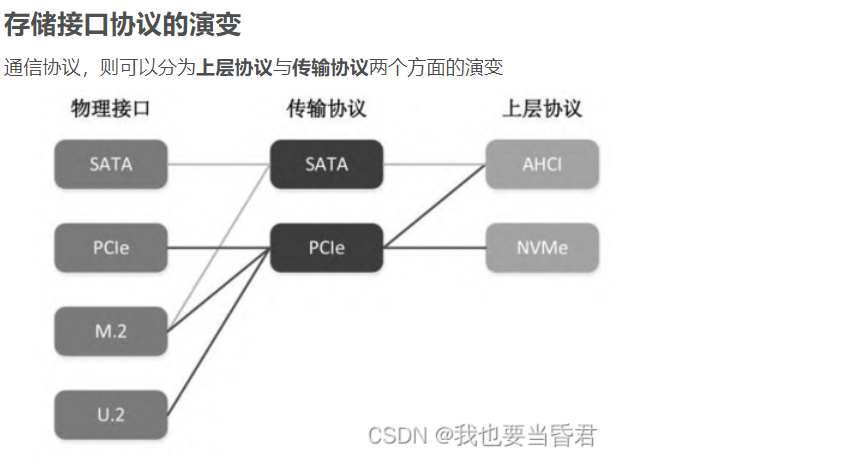 存储接口协议的演变
通信协议，则可以分为上层协议与传输协议两个方面的演变
物理接口 传输协议 上层协议
SATA SATA AHCI
PCIe PCIe NVMe
M.2
U.2
CSDN @我也要当昏君